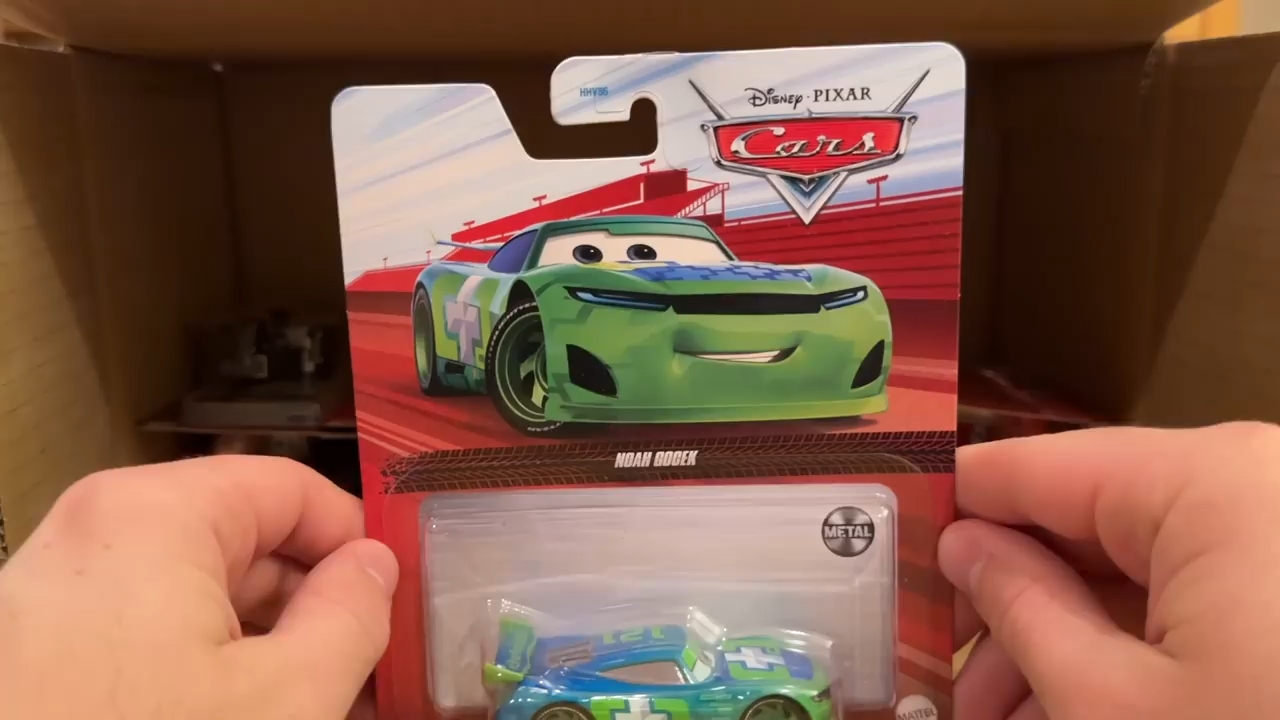 HHV56
Disney · PIXAR
Cars
NOAH GOCEK
METAL
121
MATTEL